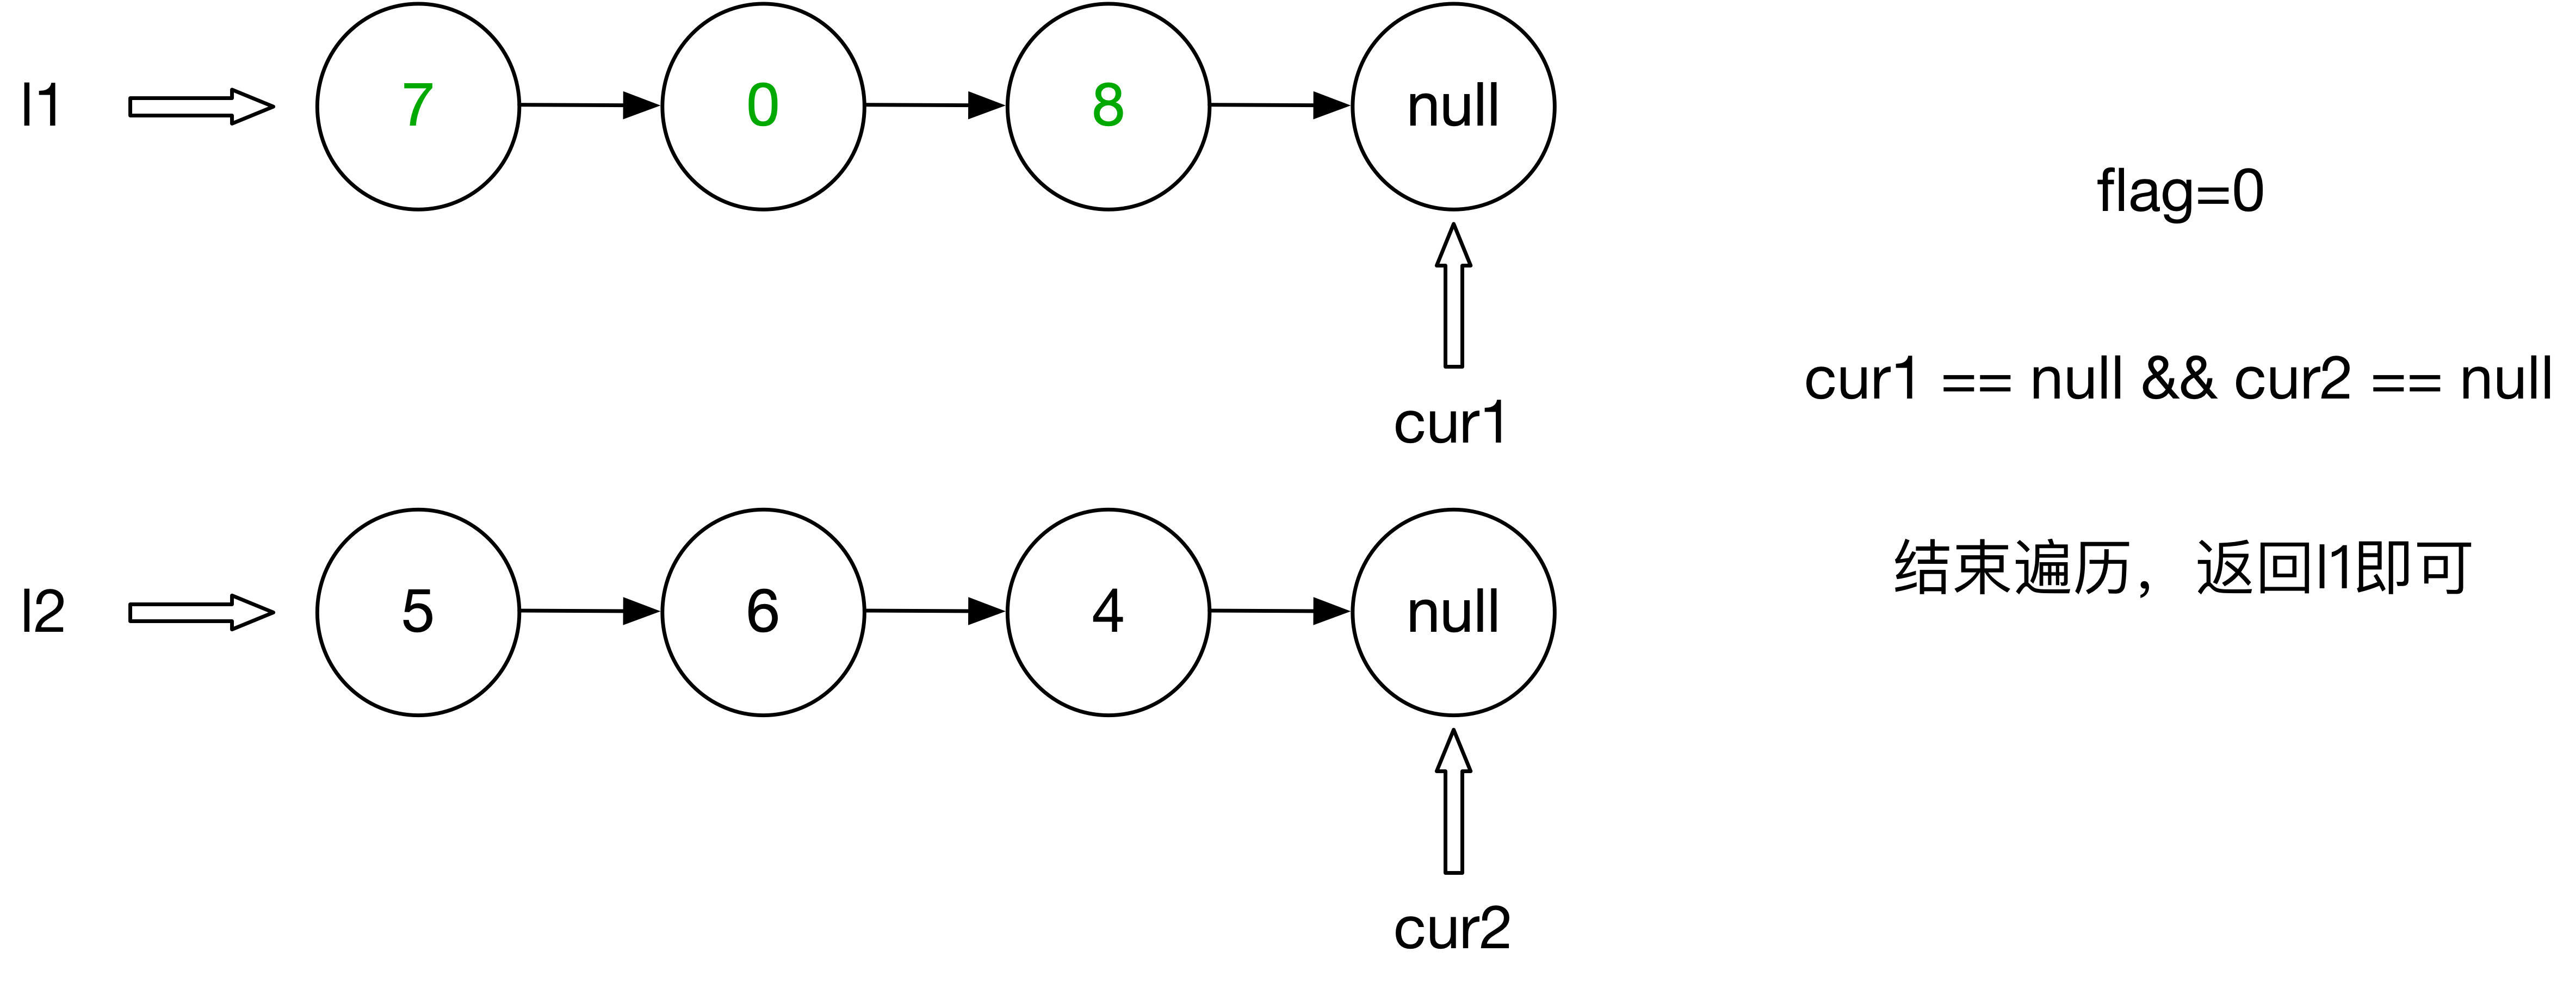 l1 7 0 8 null
flag=0
cur1 == null && cur2 == null
cur1
结束遍历，返回l1即可
l2 5 6 4 null
cur2